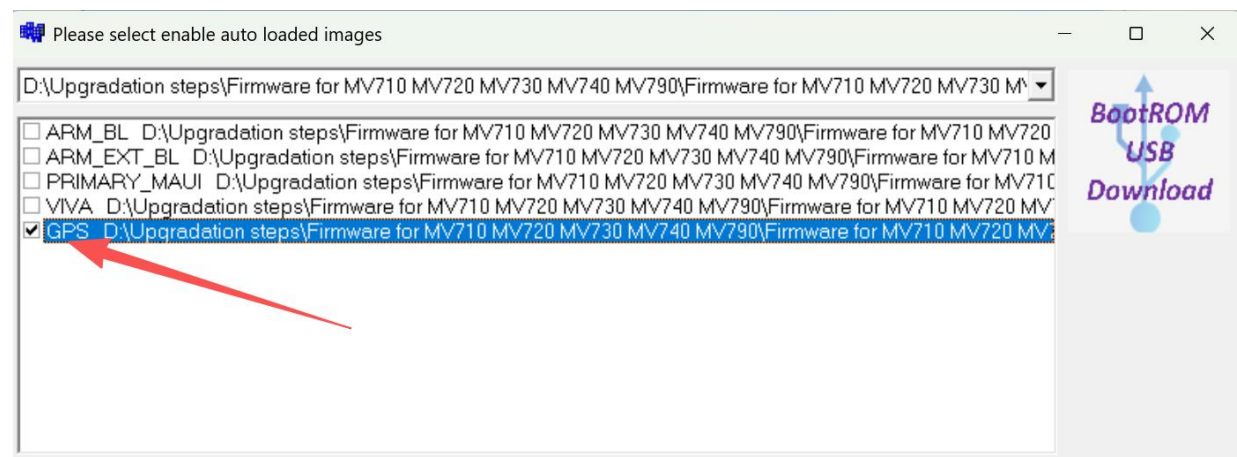 Please select enable auto loaded images
D:\Upgradation steps\Firmware for MV710 MV720 MV730 MV740 MV790\Firmware for MV710 MV720 MV730 M
ARM_BL D:\Upgradation steps\Firmware for MV710 MV720 MV730 MV740 MV790\Firmware for MV710 MV720
ARM_EXT_BL D:\Upgradation steps\Firmware for MV710 MV720 MV730 MV740 MV790\Firmware for MV710 M
PRIMARY_MAUI D:\Upgradation steps\Firmware for MV710 MV720 MV730 MV740 MV790\Firmware for MV710
VIVA D:\Upgradation steps\Firmware for MV710 MV720 MV730 MV740 MV790\Firmware for MV710 MV720 MV
GPS D:\Upgradation steps\Firmware for MV710 MV720 MV730 MV740 MV790\Firmware for MV710 MV720 MV
BootROM
USB
Download